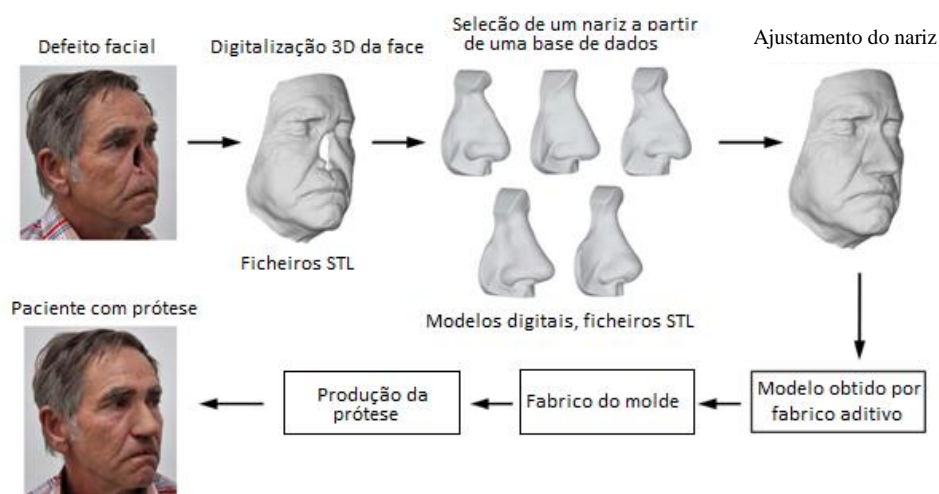 Defeito facial
Digitalização 3D da face
Selecão de um nariz a partir
de uma base de dados
Ajustamento do nariz
Ficheiros STL
Modelos digitais, ficheiros STL
Paciente com prótese
Produção da
prótese
Fabrico do molde
Modelo obtido por
fabrico aditivo